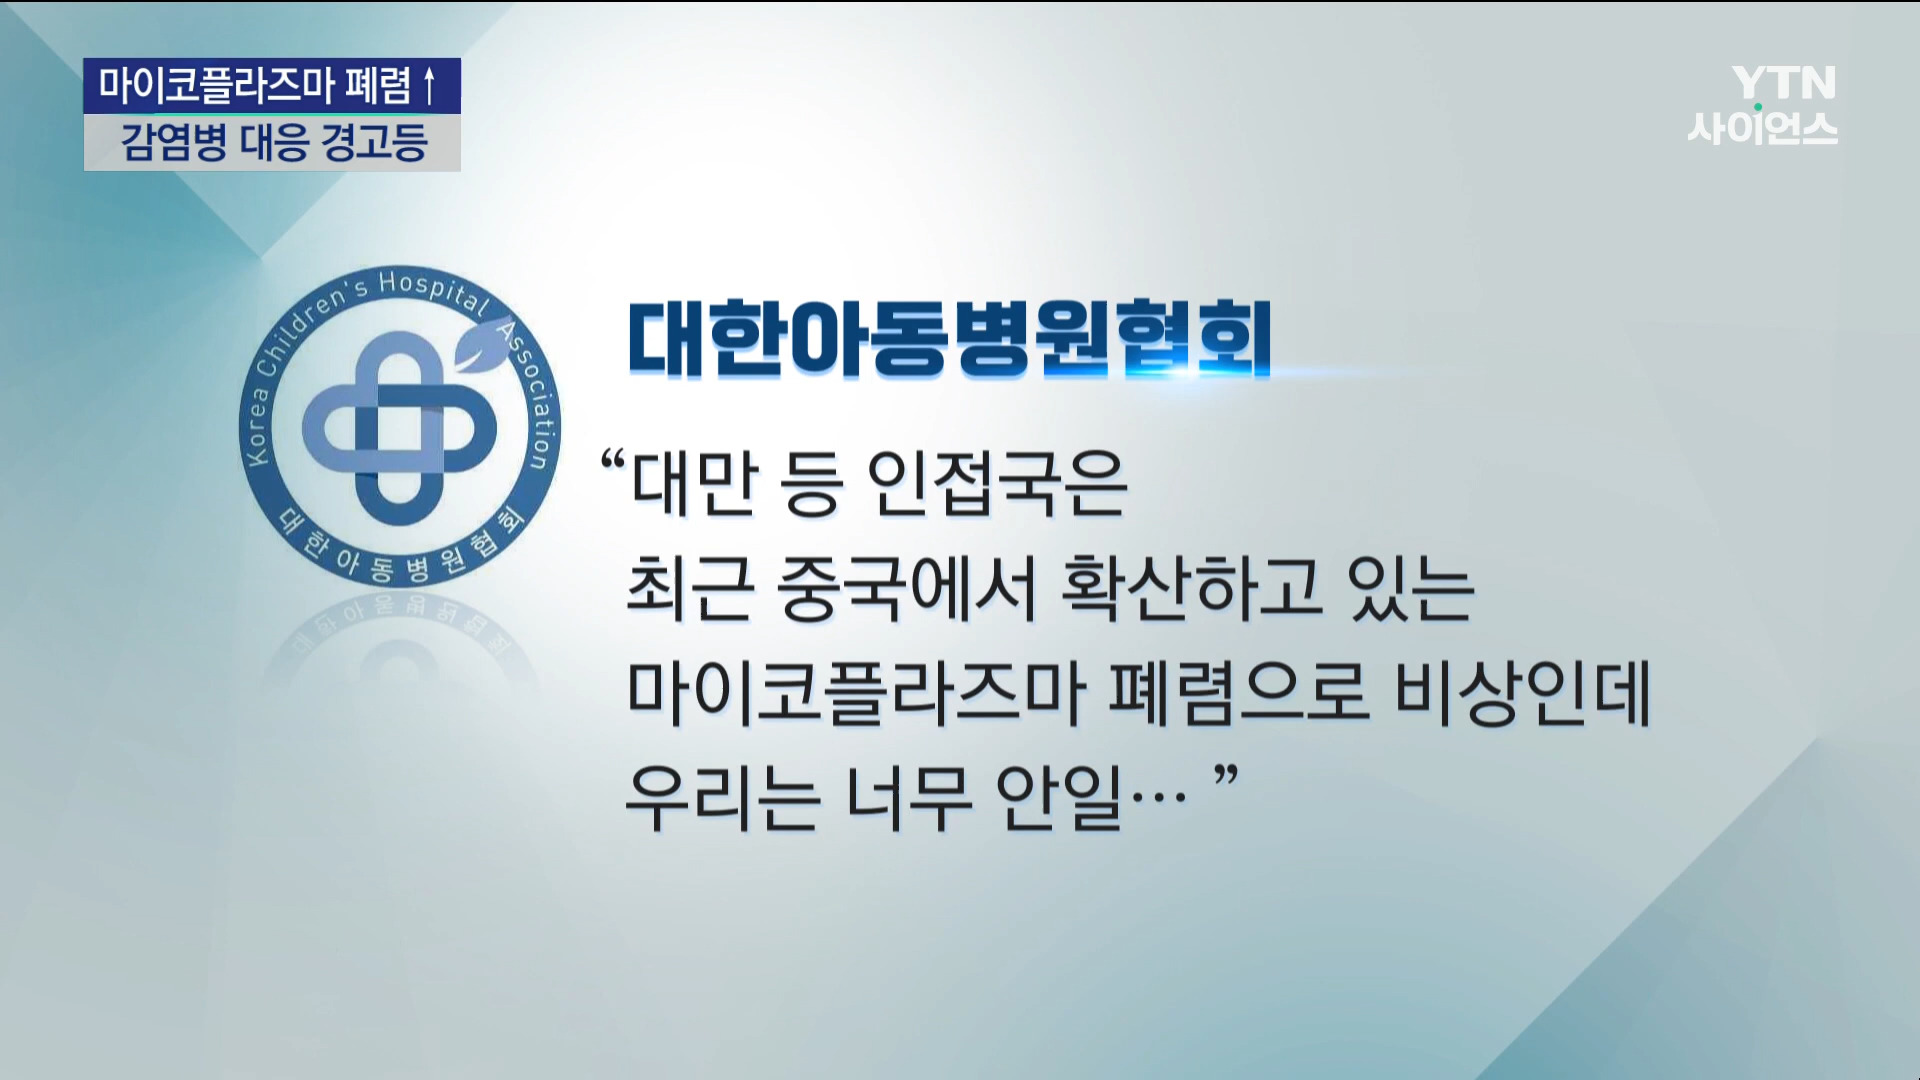 마이코플라즈마 폐렴↑
감염병 대응 경고등
YTN
사이언스
Korea Children's Hospital Association
대한아동병원협회
대한아동병원협회
“대만 등 인접국은
최근 중국에서 확산하고 있는
마이코플라즈마 폐렴으로 비상인데
우리는 너무 안일… ”